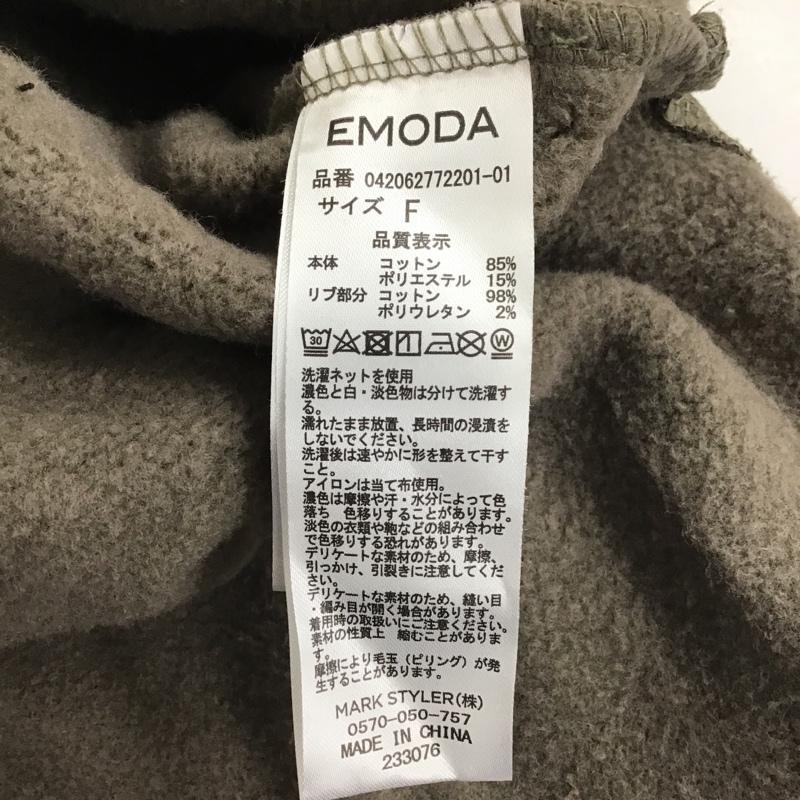 EMODA
品番 042062772201-01
サイズ F
品質表示
本体 コットン 85%
ポリエステル 15%
リブ部分 コットン 98%
ポリウレタン 2%
30 W
洗濯ネットを使用
濃色と白・淡色物は分けて洗濯す
る。
濡れたまま放置、長時間の浸漬を
しないでください。
洗濯後は速やかに形を整えて干す
こと。
アイロンは当て布使用。
濃色は摩擦や汗・水分によって色
落ち 色移りすることがあります。
淡色の衣類や鞄などの組み合わせ
で色移りする恐れがあります。
デリケートな素材のため、摩擦、
引っかけ、引裂きに注意してくだ
さい。
デリケートな素材のため、縫い目
・編み目が開く場合があります。
着用時の取扱いにご注意ください。
素材の性質上 縮むことがありま
す。
摩擦により毛玉（ピリング）が発
生することがあります。
MARK STYLER(株)
0570-050-757
MADE IN CHINA
233076